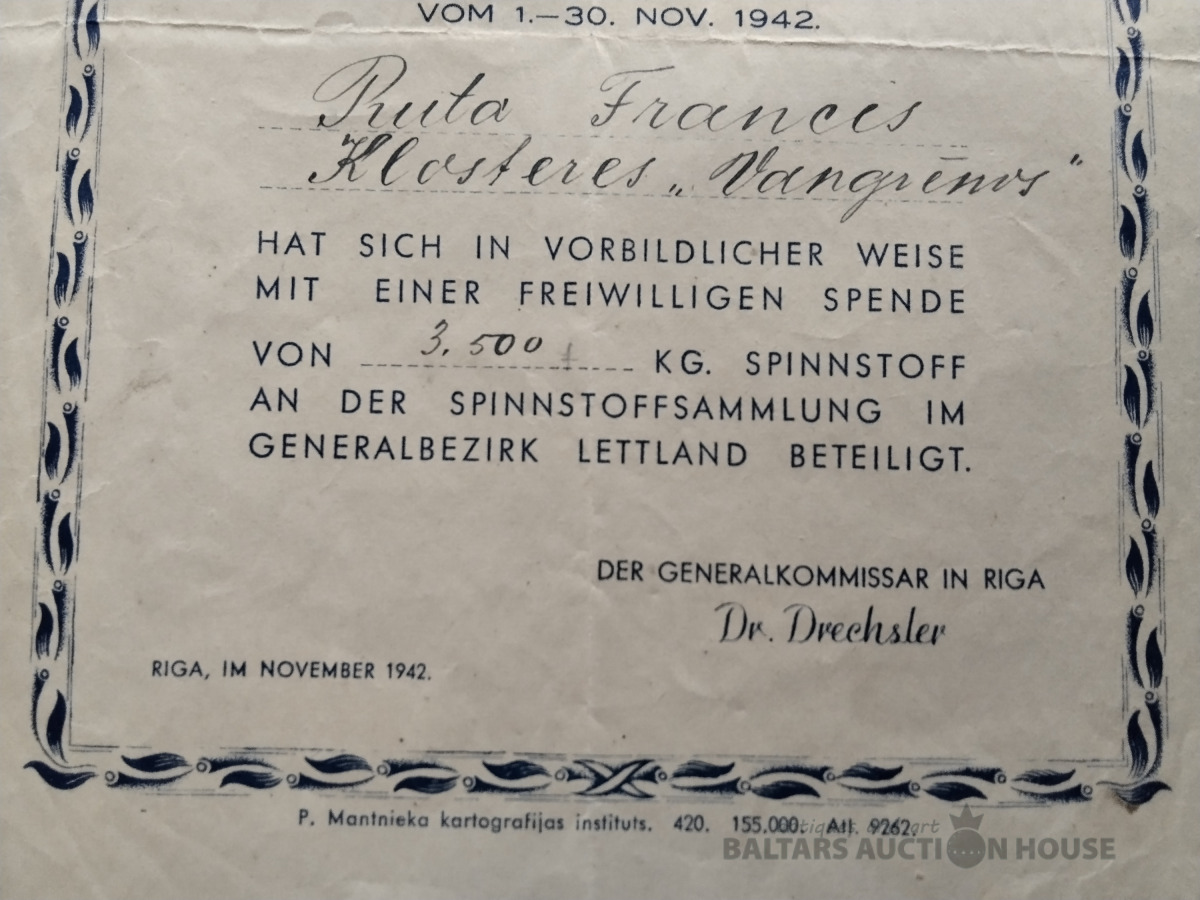 VOM 1.—30. NOV. 1942.
Ruta Francis
Klosteres „Vangrēnos"
HAT SICH IN VORBILDLICHER WEISE
MIT EINER FREIWILLIGEN SPENDE
VON 3.500 KG. SPINNSTOFF
AN DER SPINNSTOFFSAMMLUNG IM
GENERALBEZIRK LETTLAND BETEILIGT.
DER GENERALKOMMISSAR IN RIGA
Dr. Drechsler
RIGA, IM NOVEMBER 1942.
P. Mantnieka kartografijas instituts. 420. 155.000. Atl. 9262.
BALTARS AUCTION HOUSE